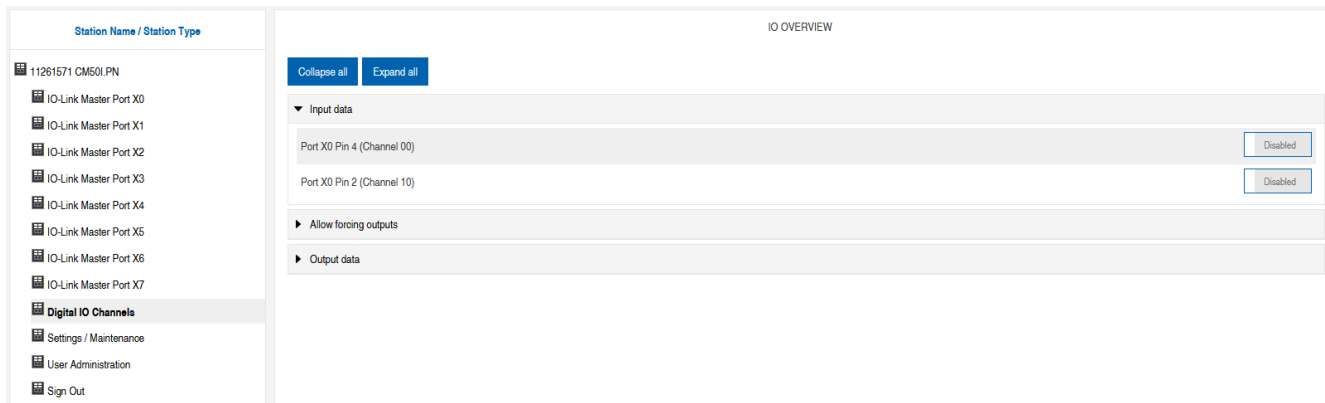 Station Name / Station Type
11261571 CM50I.PN
IO-Link Master Port X0
IO-Link Master Port X1
IO-Link Master Port X2
IO-Link Master Port X3
IO-Link Master Port X4
IO-Link Master Port X5
IO-Link Master Port X6
IO-Link Master Port X7
Digital IO Channels
Settings / Maintenance
User Administration
Sign Out
IO OVERVIEW
Collapse all Expand all
Input data
Port X0 Pin 4 (Channel 00) Disabled
Port X0 Pin 2 (Channel 10) Disabled
Allow forcing outputs
Output data